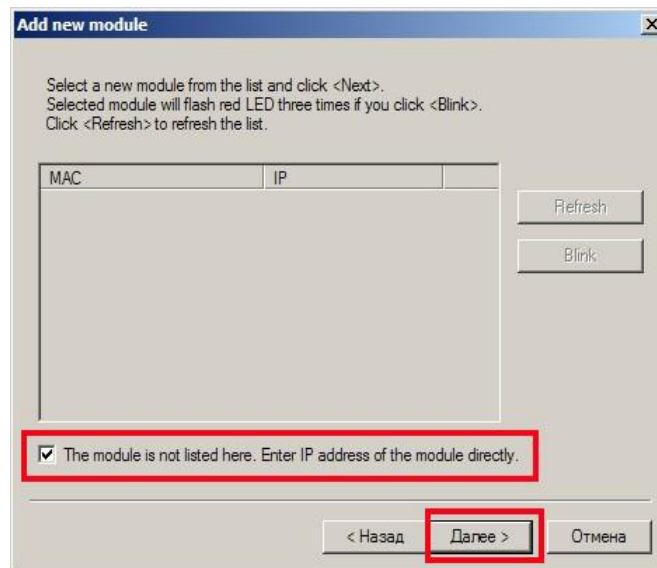 Add new module
Select a new module from the list and click <Next>.
Selected module will flash red LED three times if you click <Blink>.
Click <Refresh> to refresh the list.
MAC IP
Refresh
Blink
The module is not listed here. Enter IP address of the module directly.
< Назад Далее > Отмена